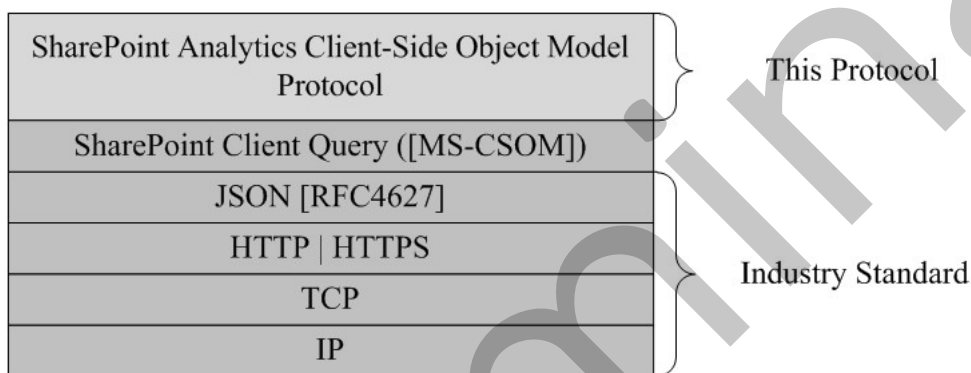 SharePoint Analytics Client-Side Object Model
Protocol
This Protocol
SharePoint Client Query ([MS-CSOM])
JSON [RFC4627]
HTTP | HTTPS
TCP
IP
Industry Standard